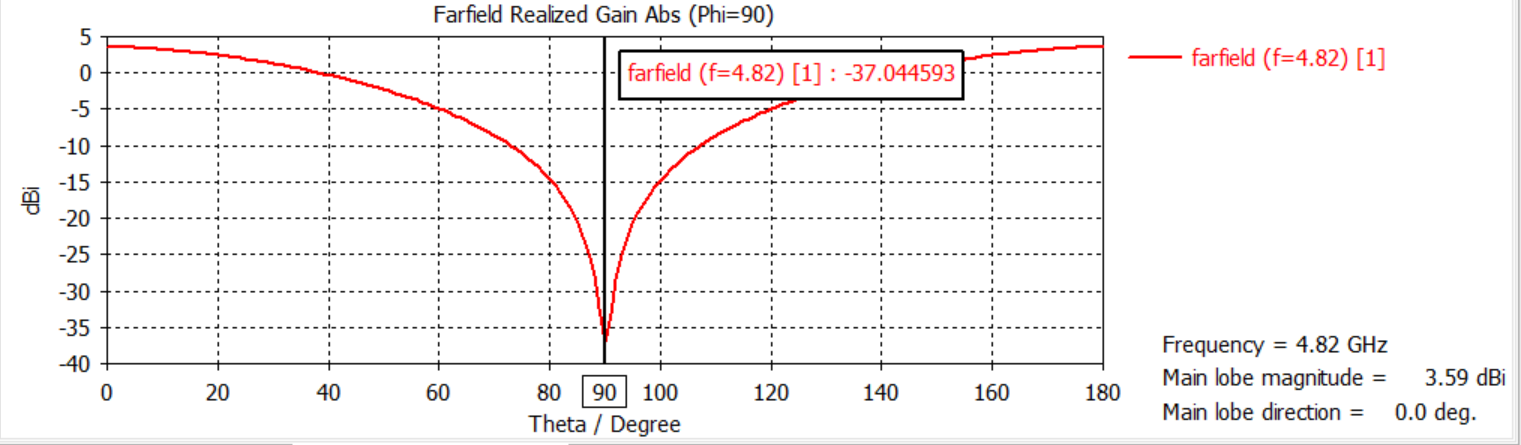 Farfield Realized Gain Abs (Phi=90)
5
0
-5
-10
-15
-20
-25
-30
-35
-40
dBi
farfield (f=4.82) [1] : -37.044593
farfield (f=4.82) [1]
0 20 40 60 80 90 100 120 140 160 180
Theta / Degree
Frequency = 4.82 GHz
Main lobe magnitude = 3.59 dBi
Main lobe direction = 0.0 deg.